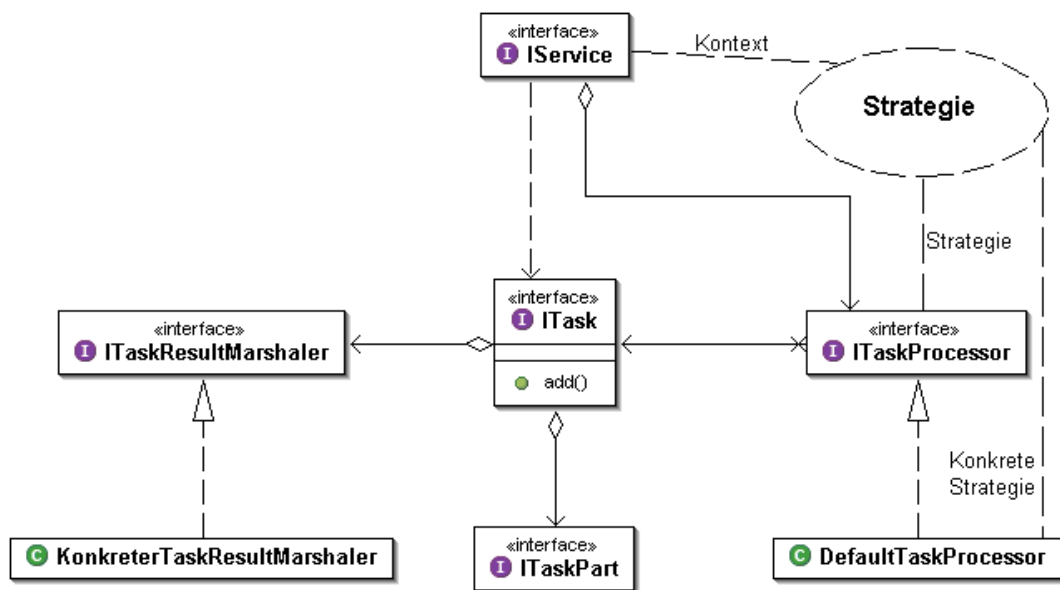 «interface»
I IService
Kontext
Strategie
Strategie
«interface»
I ITask
add()
«interface»
I ITaskResultMarshaler
«interface»
I ITaskProcessor
Konkrete
Strategie
C KonkreterTaskResultMarshaler
«interface»
I ITaskPart
C DefaultTaskProcessor